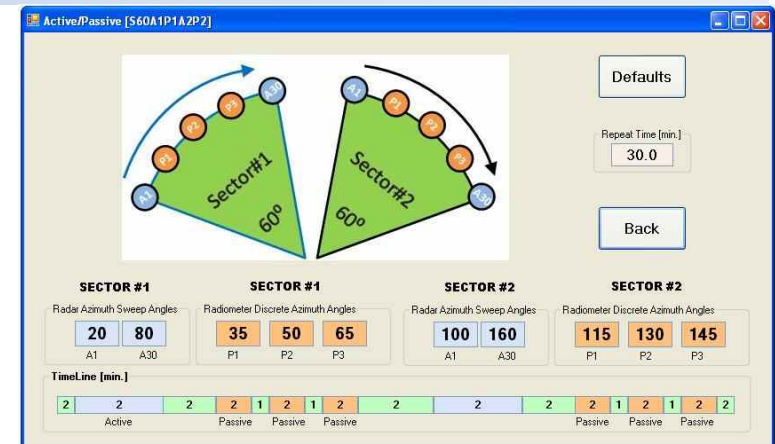 Active/Passive [S60A1P1A2P2]
A1 P1 P2 P3 A30
Sector#1
60º
A1 P1 P2 P3 A30
Sector#2
60º
Defaults
Repeat Time [min.]
30.0
Back
SECTOR #1 SECTOR #1 SECTOR #2 SECTOR #2
Radar Azimuth Sweep Angles Radiometer Discrete Azimuth Angles Radar Azimuth Sweep Angles Radiometer Discrete Azimuth Angles
20 80 35 50 65 100 160 115 130 145
A1 A30 P1 P2 P3 A1 A30 P1 P2 P3
TimeLine [min.]
2 2 2 2 1 2 1 2 2 2 2 2 1 2 1 2 2
Active Passive Passive Passive Passive Passive Passive